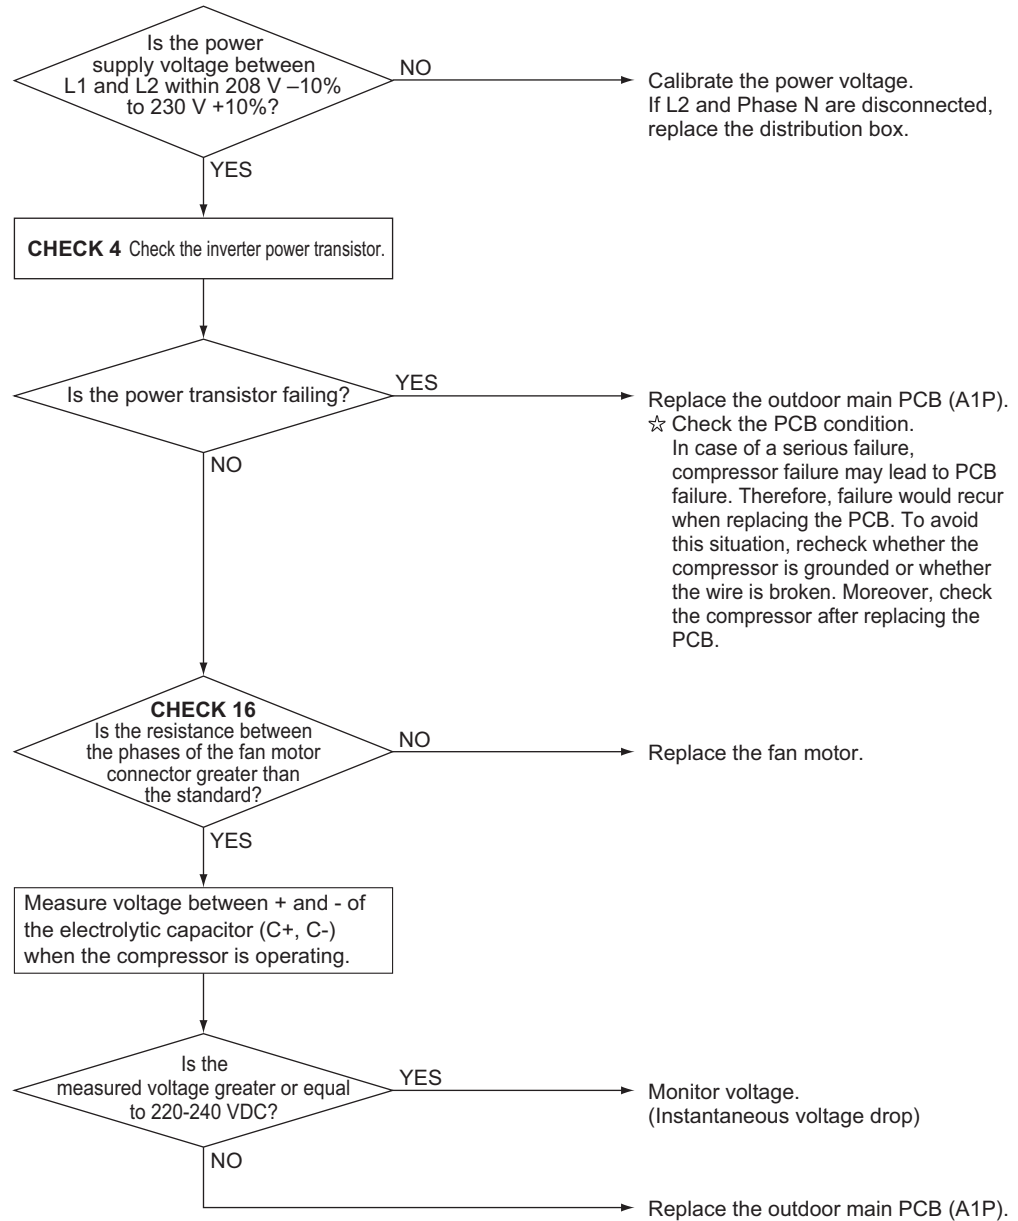 Is the power
supply voltage between
L1 and L2 within 208 V –10%
to 230 V +10%?
NO
Calibrate the power voltage.
If L2 and Phase N are disconnected,
replace the distribution box.
YES
CHECK 4 Check the inverter power transistor.
Is the power transistor failing?
YES
Replace the outdoor main PCB (A1P).
☆ Check the PCB condition.
In case of a serious failure,
compressor failure may lead to PCB
failure. Therefore, failure would recur
when replacing the PCB. To avoid
this situation, recheck whether the
compressor is grounded or whether
the wire is broken. Moreover, check
the compressor after replacing the
PCB.
NO
CHECK 16
Is the resistance between
the phases of the fan motor
connector greater than
the standard?
NO
Replace the fan motor.
YES
Measure voltage between + and - of
the electrolytic capacitor (C+, C-)
when the compressor is operating.
Is the
measured voltage greater or equal
to 220-240 VDC?
YES
Monitor voltage.
(Instantaneous voltage drop)
NO
Replace the outdoor main PCB (A1P).